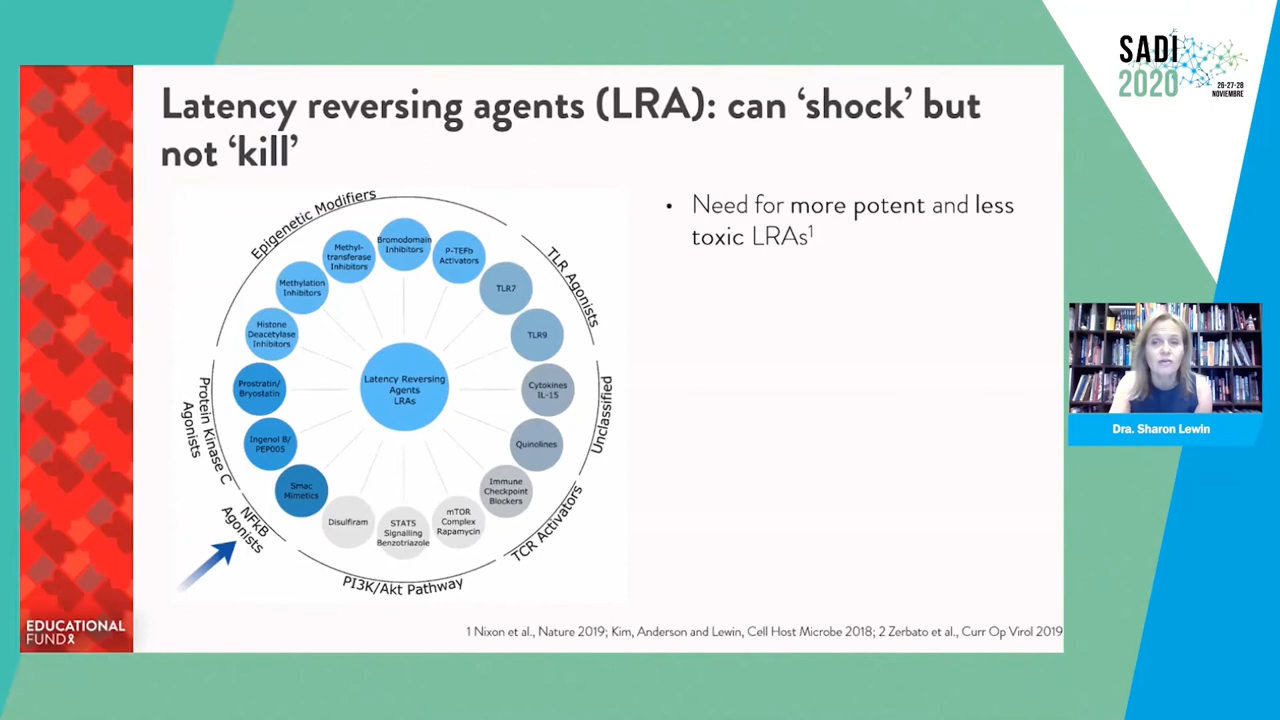 SADI
2020
26-27-28
NOVIEMBRE
Latency reversing agents (LRA): can ‘shock’ but
not ‘kill’
• Need for more potent and less
toxic LRAs¹
Epigenetic Modifiers
TLR Agonists
Unclassified
TCR Activators
PI3K/Akt Pathway
NFkB
Agonists
Protein Kinase C
Agonists
Bromodomain
Inhibitors
P-TEFb
Activators
TLR7
TLR9
Cytokines
IL-15
Quinolines
Immune
Checkpoint
Blockers
mTOR
Complex
Rapamycin
STAT5
Signalling
Benzotriazole
Disulfiram
Smac
Mimetics
Ingenol B/
PEP005
Prostratin/
Bryostatin
Histone
Deacetylase
Inhibitors
Methylation
Inhibitors
Methyl-
transferase
Inhibitors
Latency Reversing
Agents
LRAs
Dra. Sharon Lewin
EDUCATIONAL
FUND
1 Nixon et al., Nature 2019; Kim, Anderson and Lewin, Cell Host Microbe 2018; 2 Zerbato et al., Curr Op Virol 2019